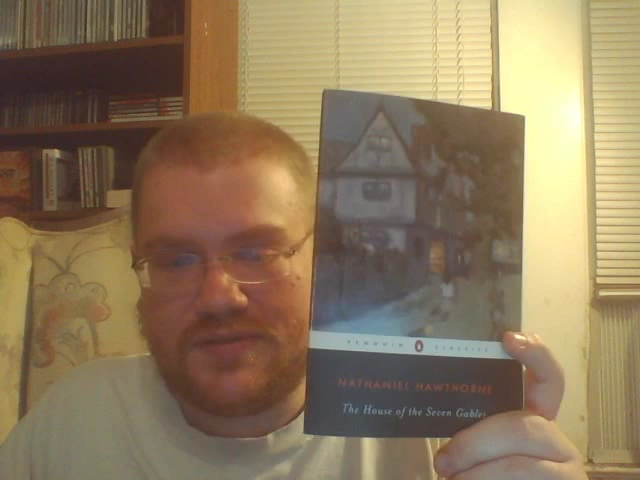 PENGUIN CLASSICS
NATHANIEL HAWTHORNE
The House of the Seven Gables